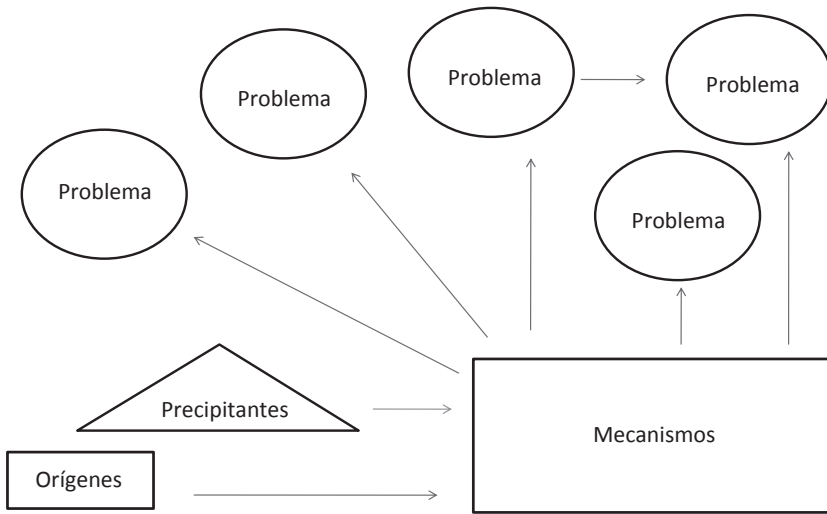 Problema
Problema
Problema
Problema
Problema
Precipitantes
Mecanismos
Orígenes